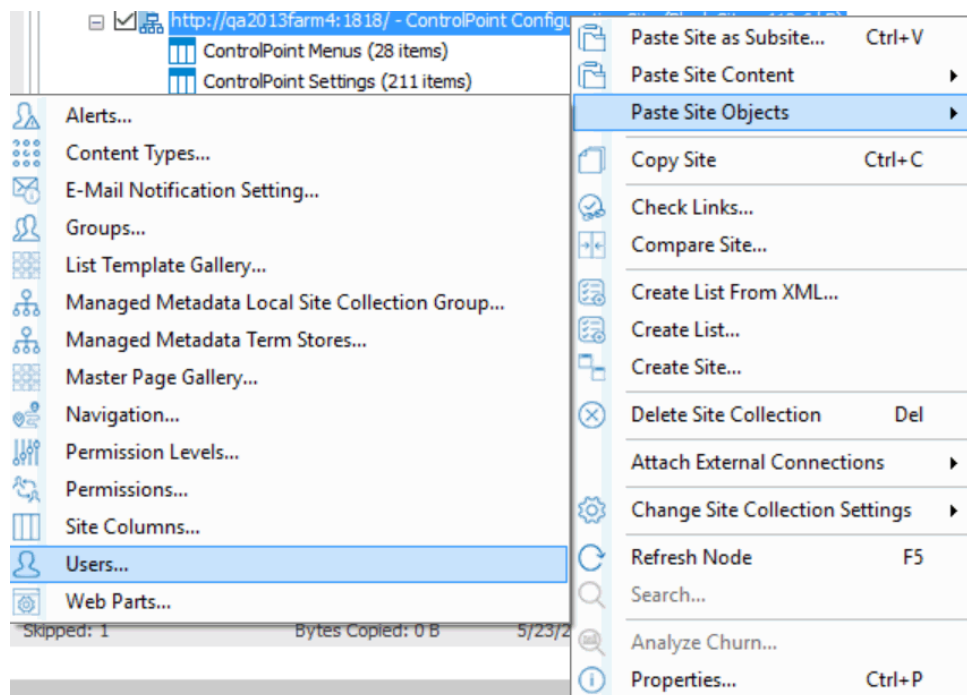 http://qa2013farm4:1818/ - ControlPoint
ControlPoint Menus (28 items)
ControlPoint Settings (211 items)
Alerts...
Content Types...
E-Mail Notification Setting...
Groups...
List Template Gallery...
Managed Metadata Local Site Collection Group...
Managed Metadata Term Stores...
Master Page Gallery...
Navigation...
Permission Levels...
Permissions...
Site Columns...
Users...
Web Parts...
Skipped: 1 Bytes Copied: 0 B 5/23/2
Paste Site as Subsite... Ctrl+V
Paste Site Content
Paste Site Objects
Copy Site Ctrl+C
Check Links...
Compare Site...
Create List From XML...
Create List...
Create Site...
Delete Site Collection Del
Attach External Connections
Change Site Collection Settings
Refresh Node F5
Search...
Analyze Churn...
Properties... Ctrl+P